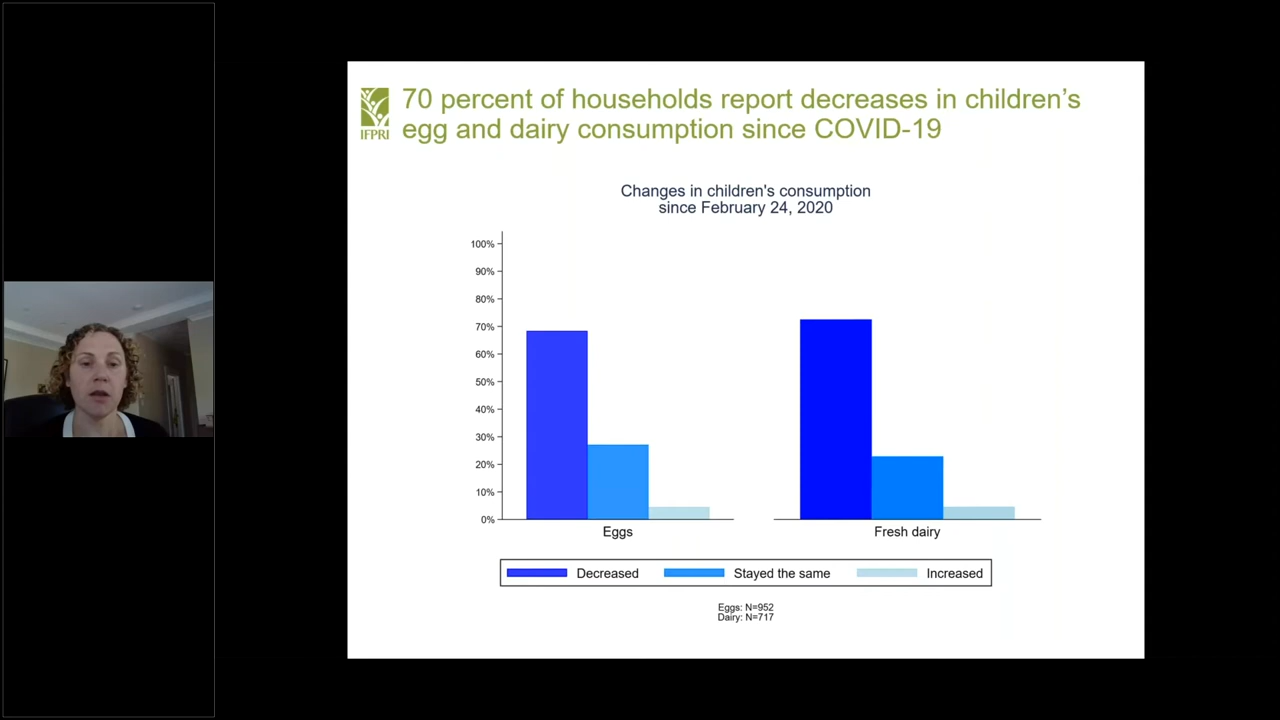 IFPRI
70 percent of households report decreases in children's
egg and dairy consumption since COVID-19
Changes in children's consumption
since February 24, 2020
100%
90%
80%
70%
60%
50%
40%
30%
20%
10%
0%
Eggs
Fresh dairy
Decreased
Stayed the same
Increased
Eggs: N=952
Dairy: N=717